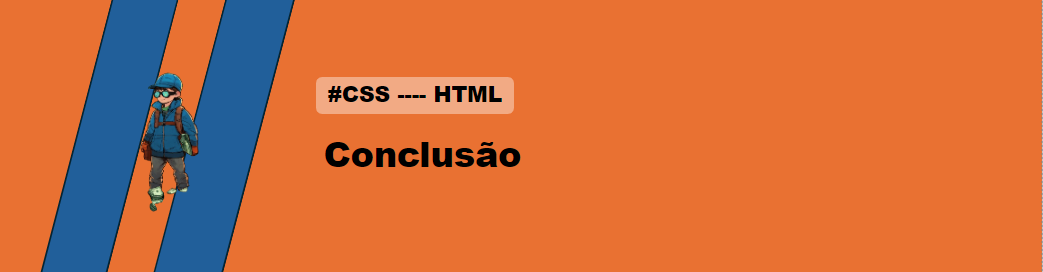 #CSS ---- HTML
Conclusão